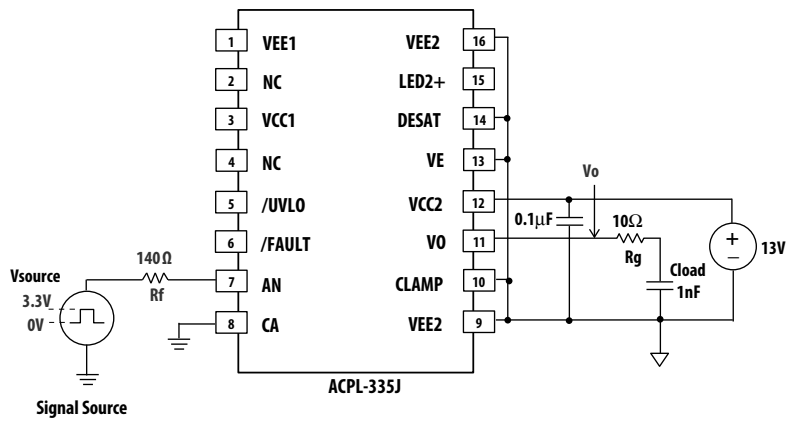 1 VEE1 VEE2 16
2 NC LED2+ 15
3 VCC1 DESAT 14
4 NC VE 13
5 /UVLO VCC2 12
6 /FAULT VO 11
7 AN CLAMP 10
8 CA VEE2 9
ACPL-335J
Vsource
3.3V
0V
140Ω
Rf
Signal Source
Vo
0.1µF
10Ω
Rg
Cload
1nF
+
−
13V